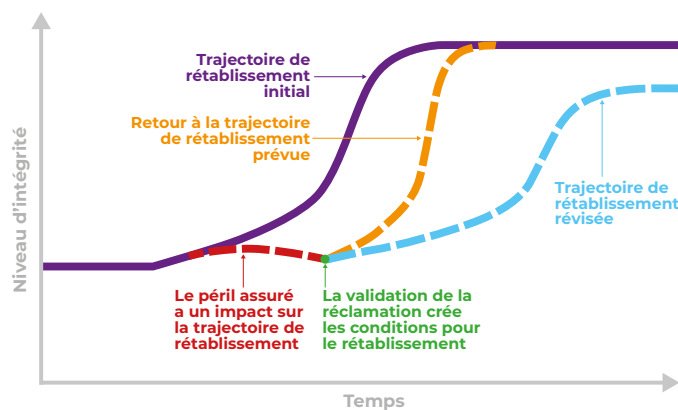 Trajectoire de
rétablissement
initial
Retour à la trajectoire
de rétablissement
prévue
Trajectoire de
rétablissement
révisée
Le péril assuré
a un impact sur
la trajectoire de
rétablissement
La validation de la
réclamation crée
les conditions pour
le rétablissement
Niveau d'intégrité
Temps